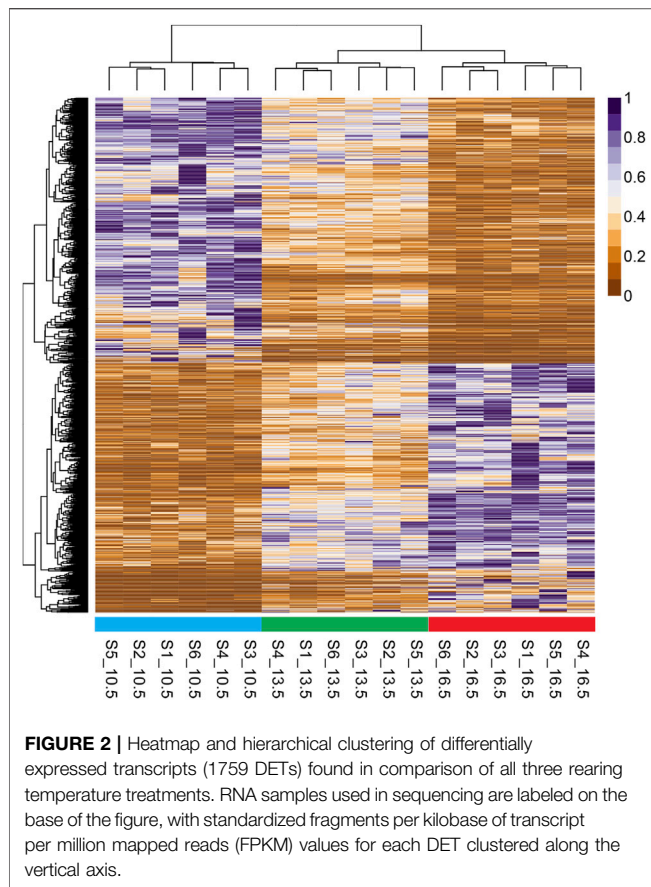 1
0.8
0.6
0.4
0.2
0
S5_10.5
S2_10.5
S1_10.5
S6_10.5
S4_10.5
S3_10.5
S4_13.5
S1_13.5
S6_13.5
S3_13.5
S2_13.5
S5_13.5
S6_16.5
S2_16.5
S3_16.5
S1_16.5
S5_16.5
S4_16.5
FIGURE 2 | Heatmap and hierarchical clustering of differentially
expressed transcripts (1759 DETs) found in comparison of all three rearing
temperature treatments. RNA samples used in sequencing are labeled on the
base of the figure, with standardized fragments per kilobase of transcript
per million mapped reads (FPKM) values for each DET clustered along the
vertical axis.